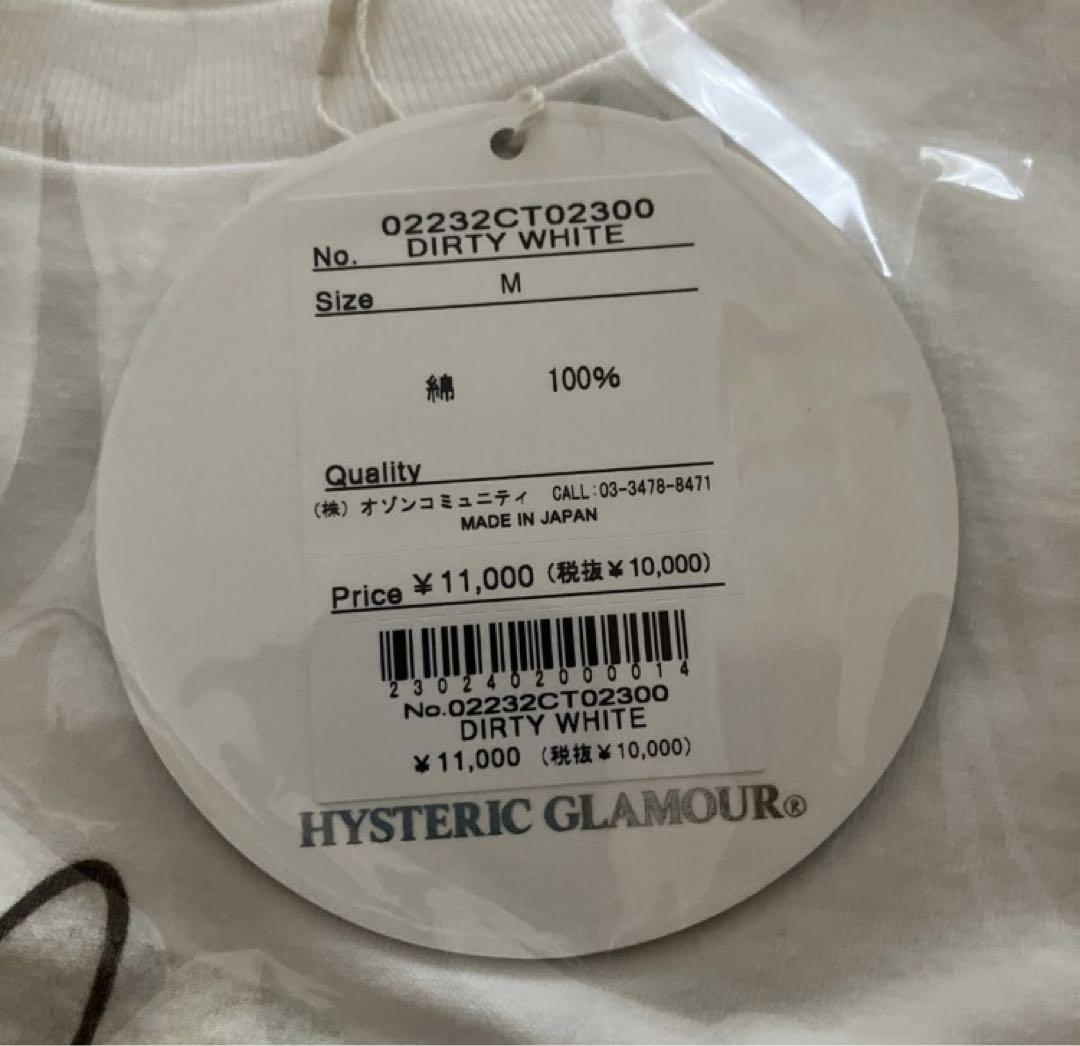 02232CT02300
No. DIRTY WHITE
Size M
綿 100%
Quality
(株) オゾンコミュニティ CALL:03-3478-8471
MADE IN JAPAN
Price ¥11,000 (税抜¥10,000)
2302402000014
No.02232CT02300
DIRTY WHITE
¥11,000 (税抜¥10,000)
HYSTERIC GLAMOUR®